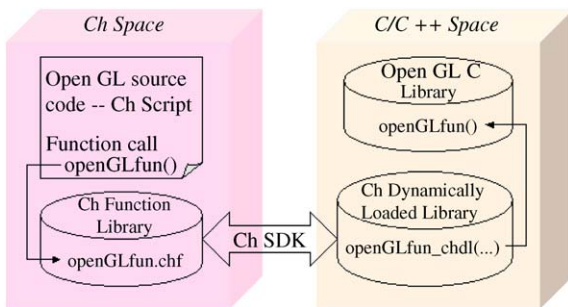 Ch Space
Open GL source
code -- Ch Script
Function call
openGLfun()
Ch Function
Library
openGLfun.chf
Ch SDK
C/C ++ Space
Open GL C
Library
openGLfun()
Ch Dynamically
Loaded Library
openGLfun_chdl(...)